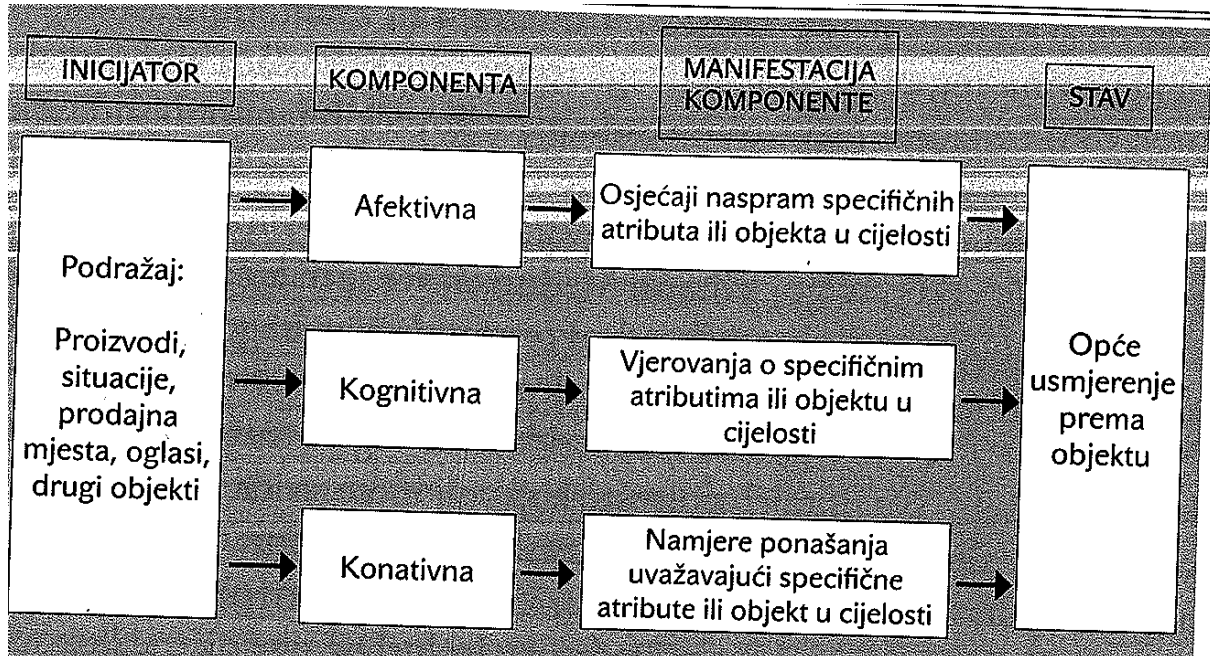 INICIJATOR
KOMPONENTA
MANIFESTACIJA
KOMPONENTE
STAV
Podražaj:
Proizvodi,
situacije,
prodajna
mjesta, oglasi,
drugi objekti
Afektivna
Osjećaji naspram specifičnih
atributa ili objekta u cijelosti
Kognitivna
Vjerovanja o specifičnim
atributima ili objektu u
cijelosti
Konativna
Namjere ponašanja
uvažavajući specifične
atribute ili objekt u cijelosti
Opće
usmjerenje
prema
objektu